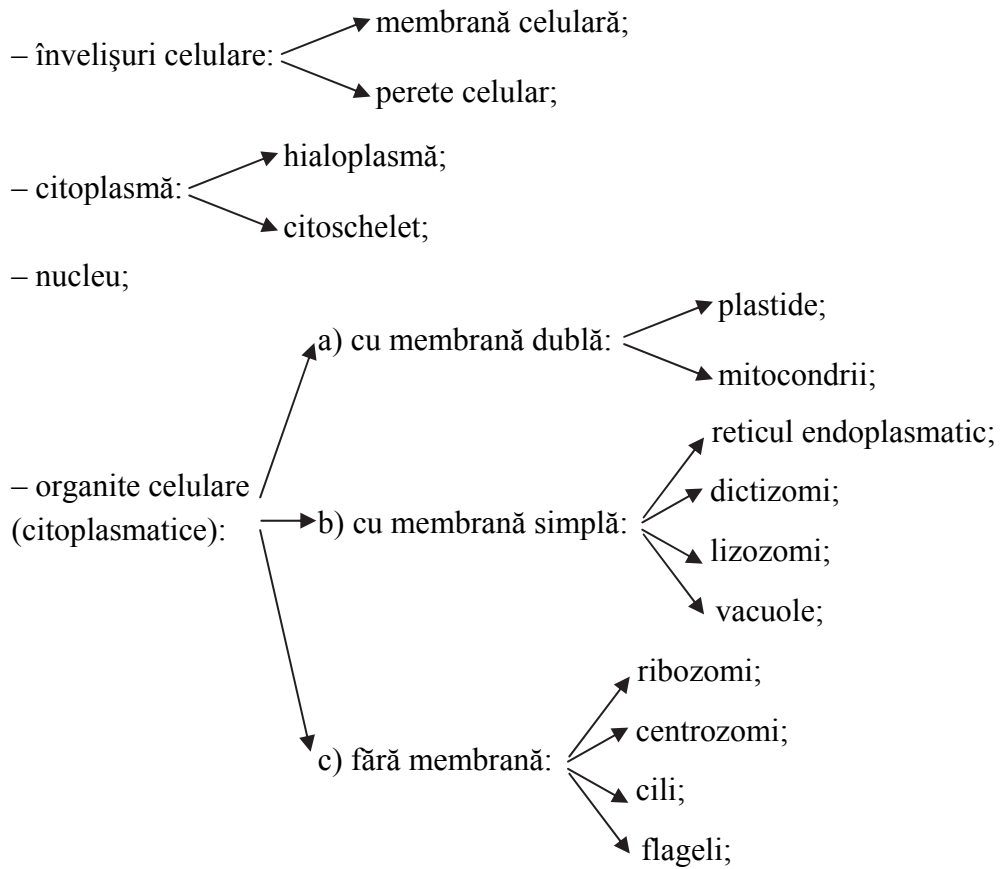 membrană celulară;
– învelişuri celulare:
perete celular;
hialoplasmă;
– citoplasmă:
citoschelet;
– nucleu;
plastide;
a) cu membrană dublă:
mitocondrii;
reticul endoplasmatic;
– organite celulare
(citoplasmatice):
dictizomi;
b) cu membrană simplă:
lizozomi;
vacuole;
ribozomi;
centrozomi;
c) fără membrană:
cili;
flageli;